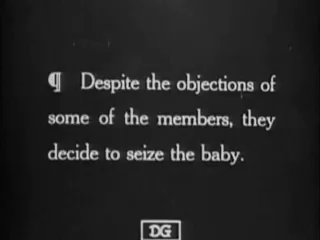 ¶ Despite the objections of
some of the members, they
decide to seize the baby.
DG